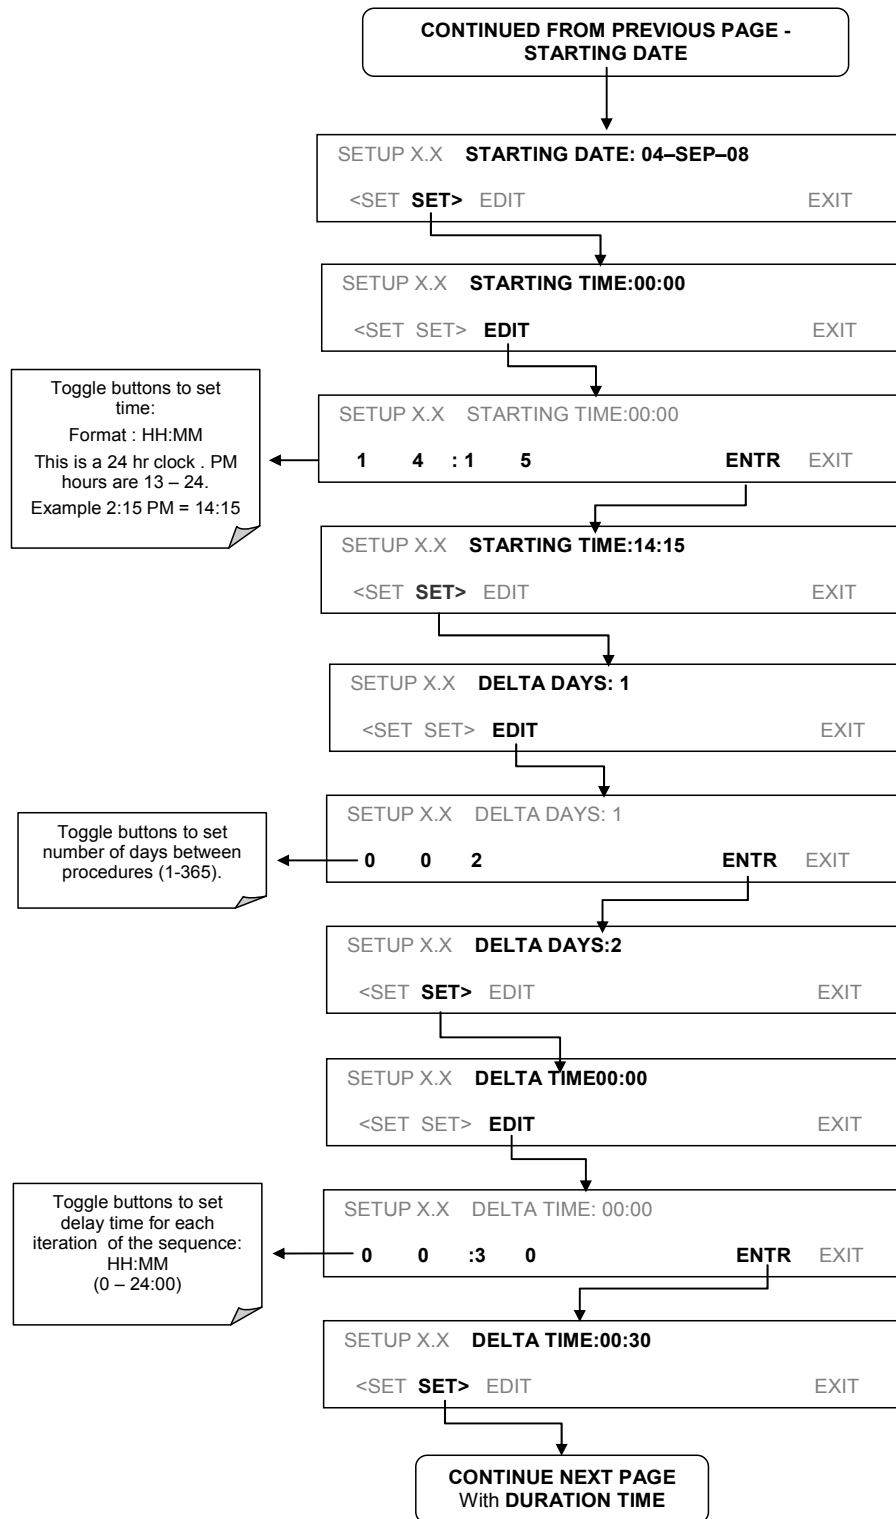 CONTINUED FROM PREVIOUS PAGE -
STARTING DATE
SETUP X.X STARTING DATE: 04–SEP–08
<SET SET> EDIT EXIT
SETUP X.X STARTING TIME:00:00
<SET SET> EDIT EXIT
Toggle buttons to set
time:
Format : HH:MM
This is a 24 hr clock . PM
hours are 13 – 24.
Example 2:15 PM = 14:15
SETUP X.X STARTING TIME:00:00
1 4 : 1 5 ENTR EXIT
SETUP X.X STARTING TIME:14:15
<SET SET> EDIT EXIT
SETUP X.X DELTA DAYS: 1
<SET SET> EDIT EXIT
Toggle buttons to set
number of days between
procedures (1-365).
SETUP X.X DELTA DAYS: 1
0 0 2 ENTR EXIT
SETUP X.X DELTA DAYS:2
<SET SET> EDIT EXIT
SETUP X.X DELTA TIME00:00
<SET SET> EDIT EXIT
Toggle buttons to set
delay time for each
iteration of the sequence:
HH:MM
(0 – 24:00)
SETUP X.X DELTA TIME: 00:00
0 0 :3 0 ENTR EXIT
SETUP X.X DELTA TIME:00:30
<SET SET> EDIT EXIT
CONTINUE NEXT PAGE
With DURATION TIME